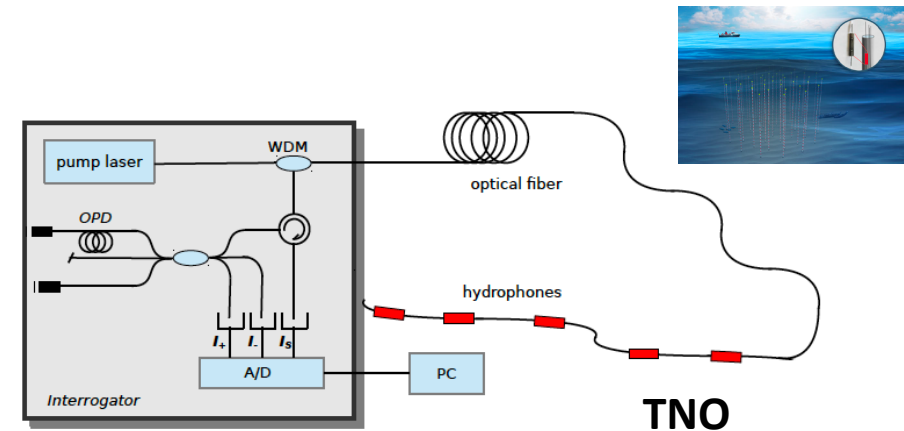 WDM
pump laser
optical fiber
OPD
hydrophones
I+
I-
IS
A/D
PC
Interrogator
TNO